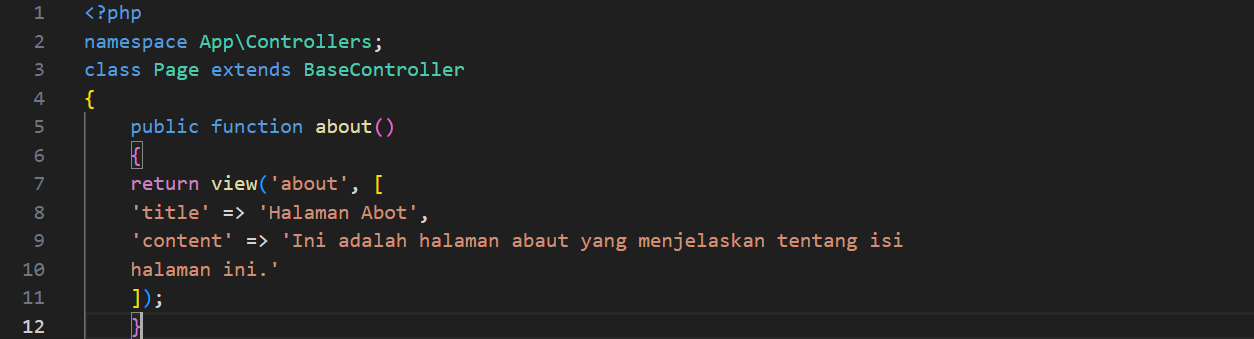 1 <?php
2 namespace App\Controllers;
3 class Page extends BaseController
4 {
5     public function about()
6     {
7     return view('about', [
8     'title' => 'Halaman Abot',
9     'content' => 'Ini adalah halaman abaut yang menjelaskan tentang isi
10     halaman ini.'
11     ]);
12     }